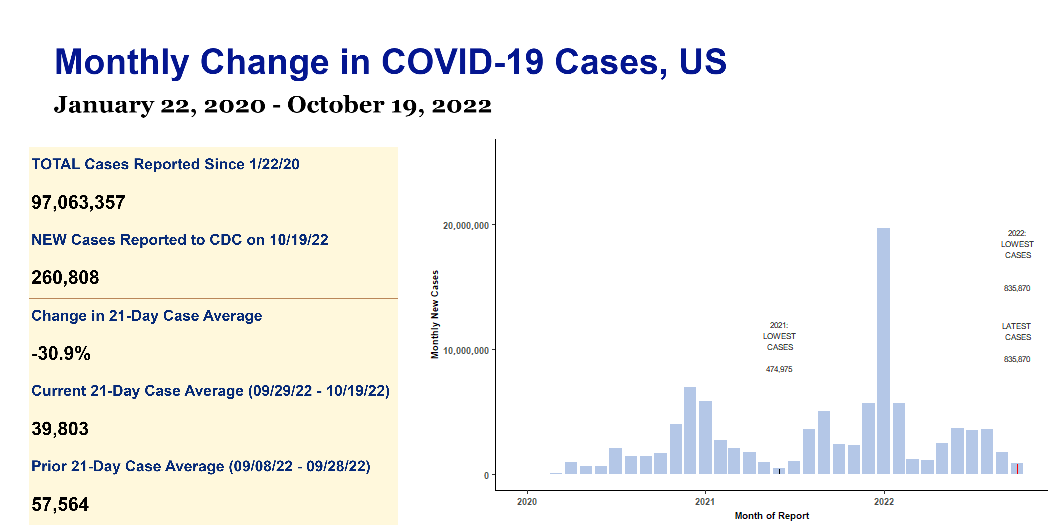 Monthly Change in COVID-19 Cases, US
January 22, 2020 - October 19, 2022
TOTAL Cases Reported Since 1/22/20
97,063,357
NEW Cases Reported to CDC on 10/19/22
260,808
Change in 21-Day Case Average
-30.9%
Current 21-Day Case Average (09/29/22 - 10/19/22)
39,803
Prior 21-Day Case Average (09/08/22 - 09/28/22)
57,564
Monthly New Cases
20,000,000
10,000,000
0
2021:
LOWEST
CASES
474,975
2022:
LOWEST
CASES
835,870
LATEST
CASES
835,870
2020
2021
2022
Month of Report